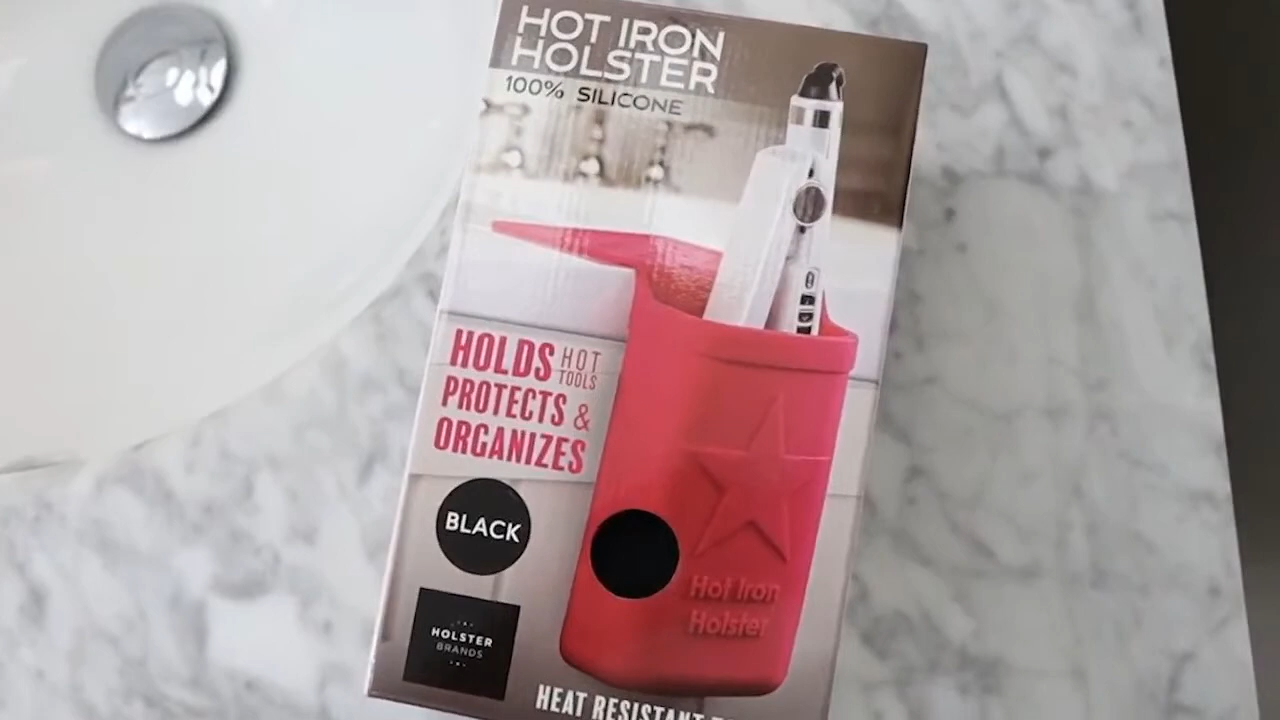 HOT IRON
HOLSTER
100% SILICONE
HOLDS HOT TOOLS
PROTECTS &
ORGANIZES
BLACK
Hot Iron
Holster
HOLSTER
BRANDS
HEAT RESISTANT